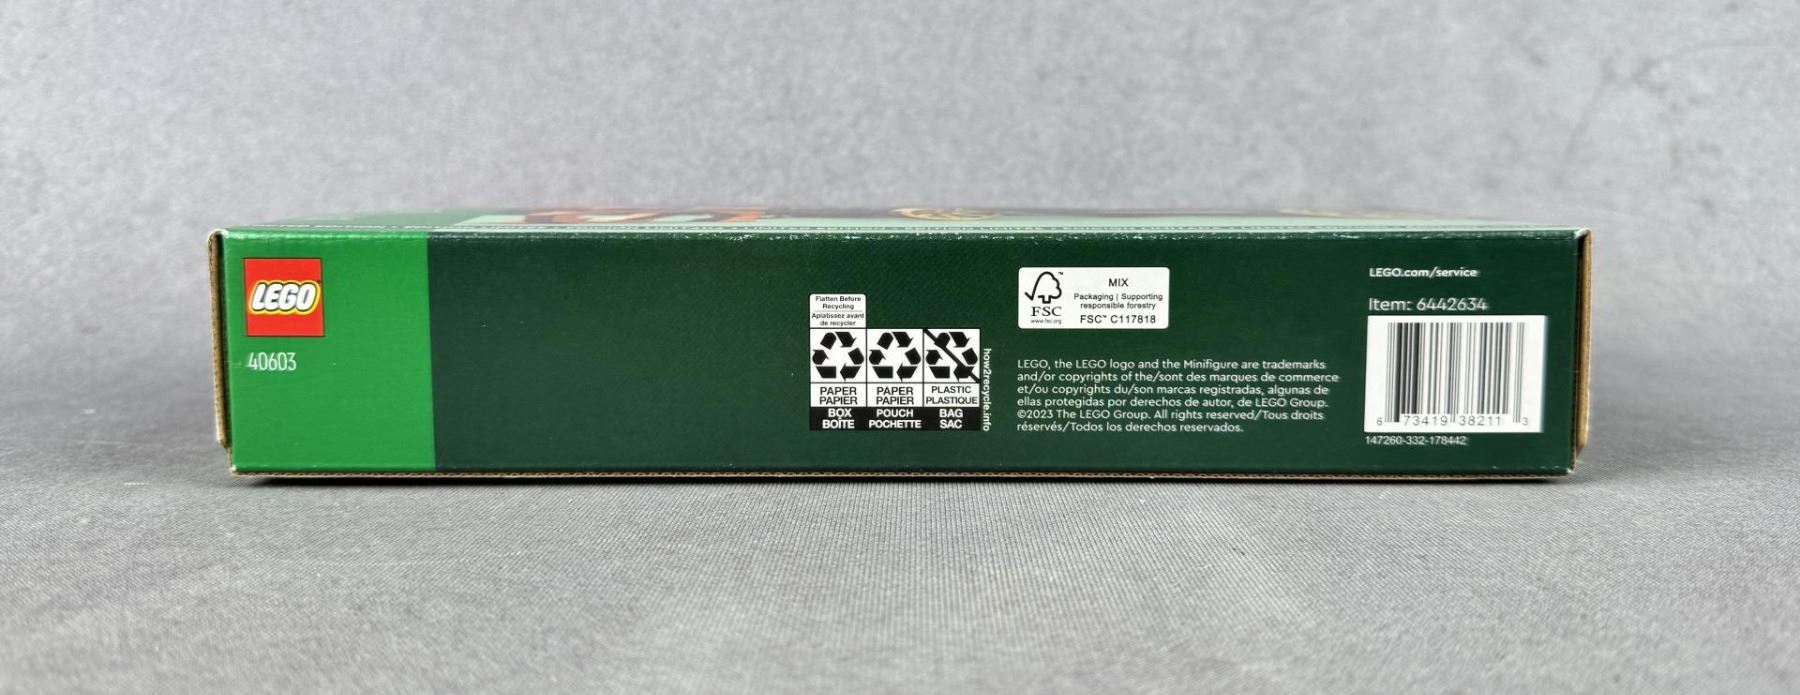 LEGO
40603
Flatten Before
Recycling
Aplatissez avant
de recycler
PAPER
PAPIER
BOX
BOÎTE
PAPER
PAPIER
POUCH
POCHETTE
PLASTIC
PLASTIQUE
BAG
SAC
how2recycle.info
FSC™
www.fsc.org
MIX
Packaging | Supporting
responsible forestry
FSC™ C117818
LEGO, the LEGO logo and the Minifigure are trademarks
and/or copyrights of the/sont des marques de commerce
et/ou copyrights du/son marcas registradas, algunas de
ellas protegidas por derechos de autor, de LEGO Group.
©2023 The LEGO Group. All rights reserved/Tous droits
réservés/Todos los derechos reservados.
LEGO.com/service
Item: 6442634
6 73419 38211 3
147260-332-178442